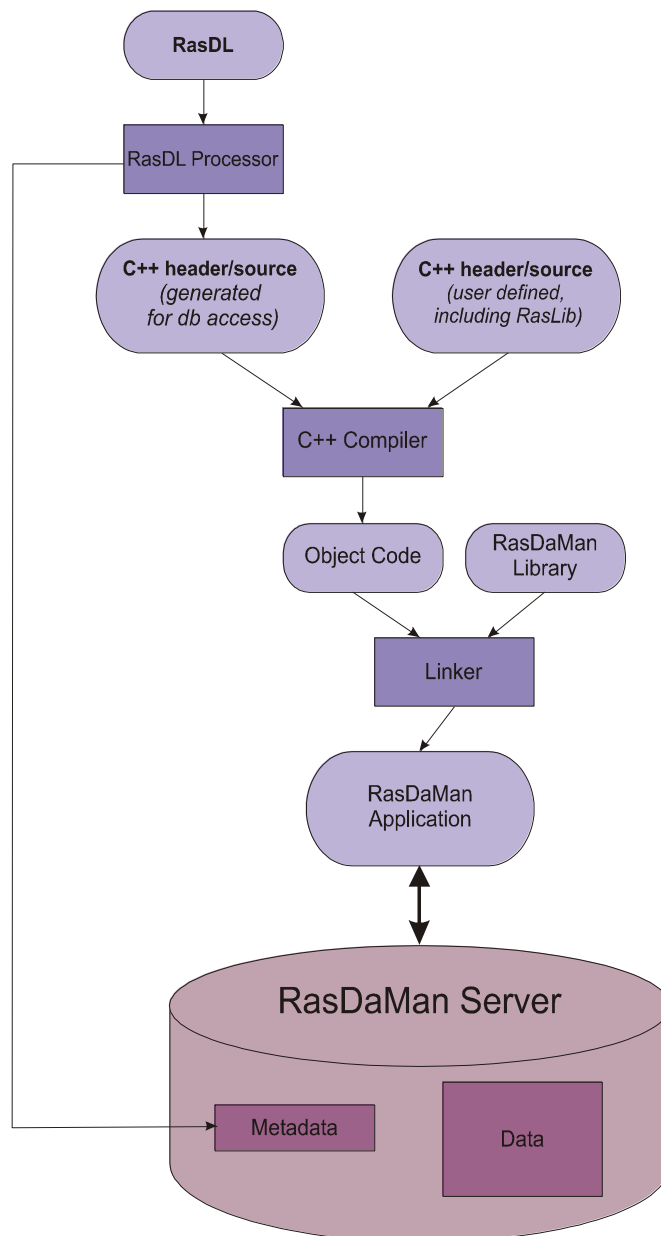 RasDL
RasDL Processor
C++ header/source
(generated
for db access)
C++ header/source
(user defined,
including RasLib)
C++ Compiler
Object Code
RasDaMan
Library
Linker
RasDaMan
Application
RasDaMan Server
Metadata
Data